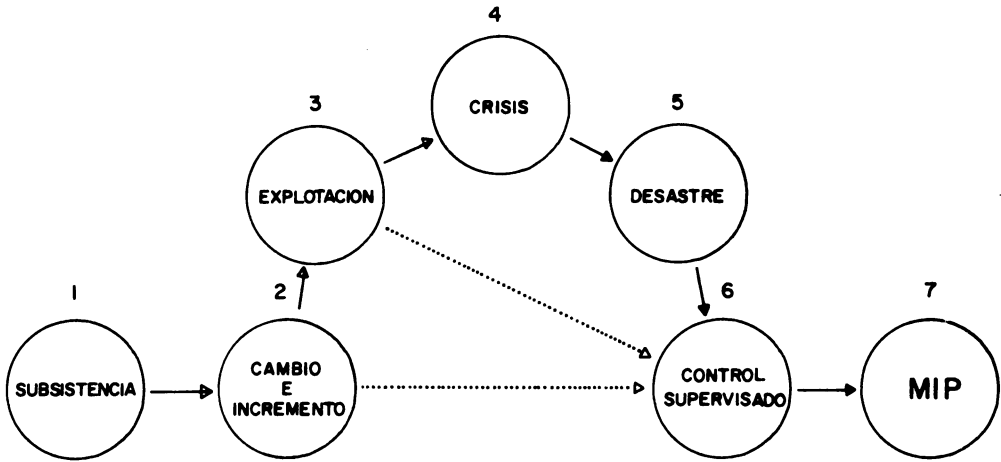 1
SUBSISTENCIA
2
CAMBIO
E
INCREMENTO
3
EXPLOTACION
4
CRISIS
5
DESASTRE
6
CONTROL
SUPERVISADO
7
MIP